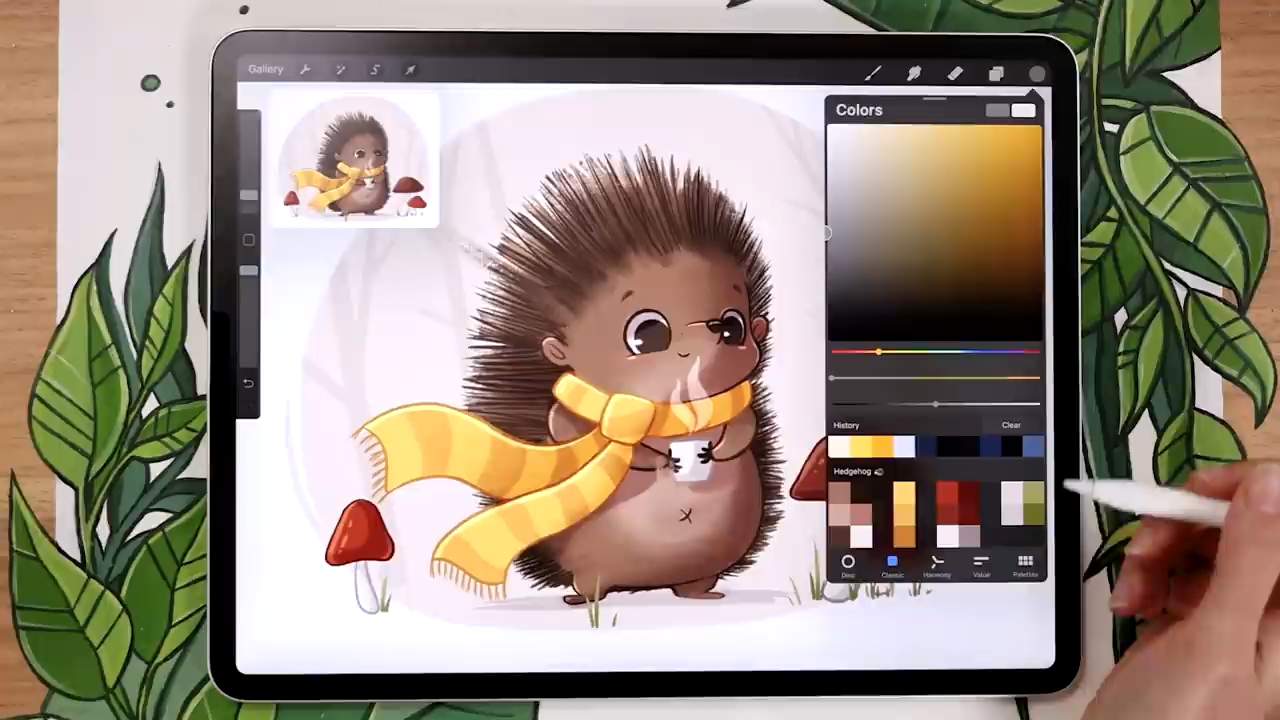 Gallery
Colors
History Clear
Hedgehog
Disc Classic Harmony Value Palettes